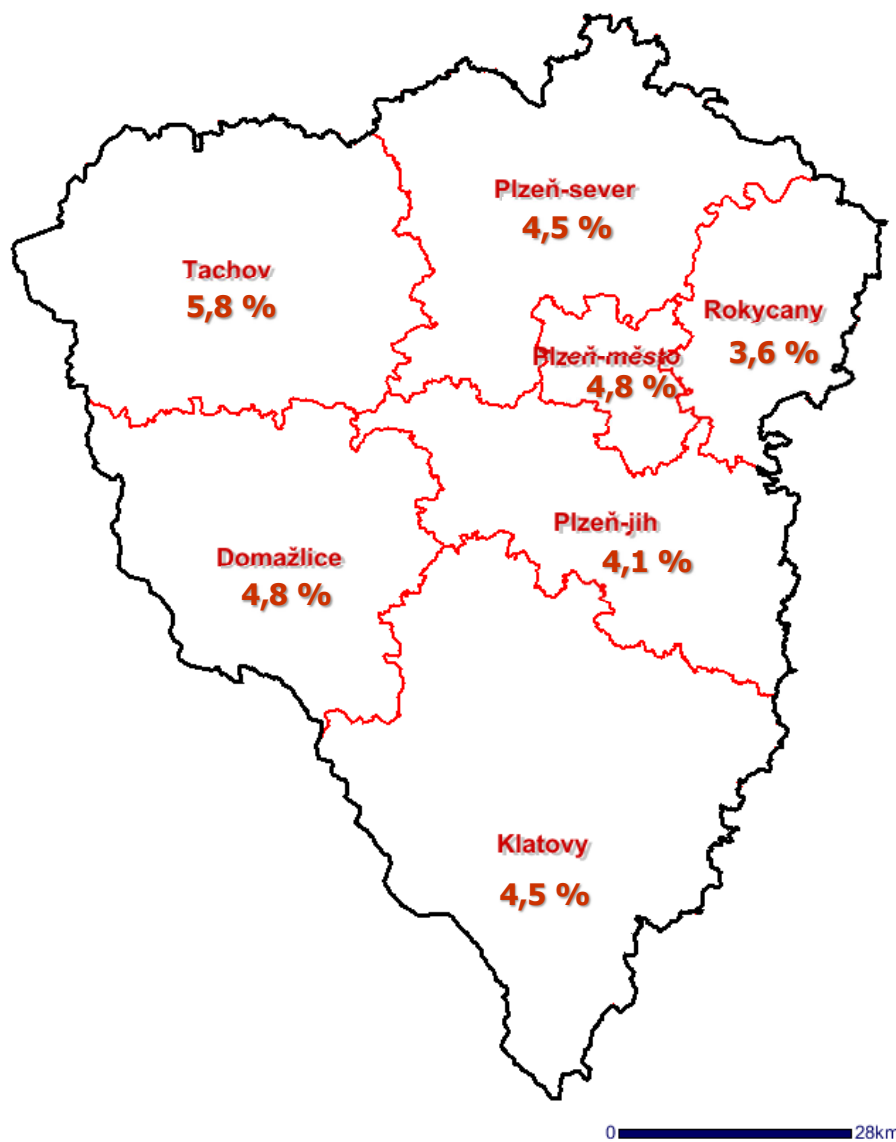 Plzeň-sever
4,5 %
Tachov
5,8 %
Rokycany
3,6 %
Plzeň-město
4,8 %
Plzeň-jih
4,1 %
Domažlice
4,8 %
Klatovy
4,5 %
0 28km